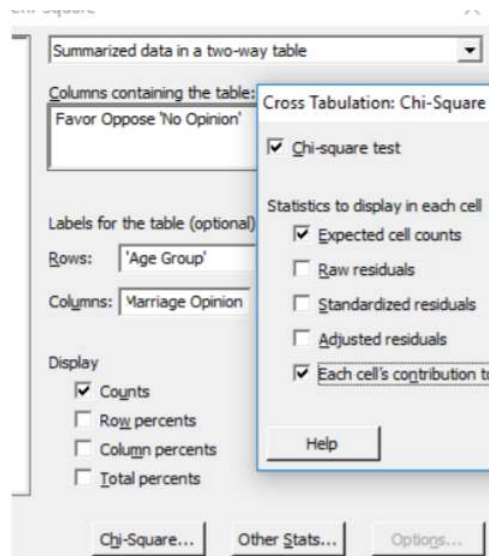 Summarized data in a two-way table
Columns containing the table:
Favor Oppose 'No Opinion'
Labels for the table (optional)
Rows: 'Age Group'
Columns: Marriage Opinion
Display
Counts
Row percents
Column percents
Total percents
Chi-Square...
Other Stats...
Options...
Cross Tabulation: Chi-Square
Chi-square test
Statistics to display in each cell
Expected cell counts
Raw residuals
Standardized residuals
Adjusted residuals
Each cell's contribution to
Help